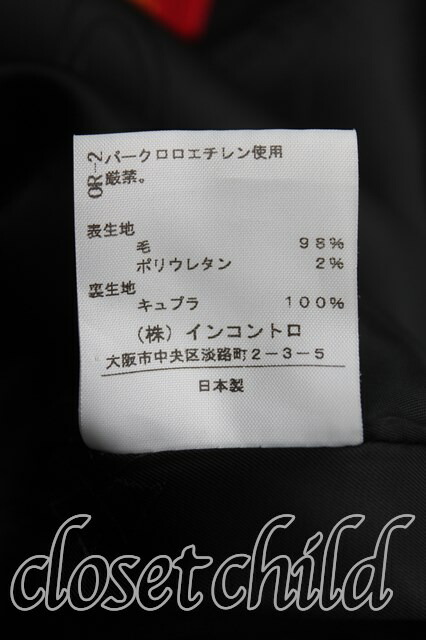 OR-2
パークロロエチレン使用
厳禁。
表生地
毛 98%
ポリウレタン 2%
裏生地
キュプラ 100%
(株)インコントロ
大阪市中央区淡路町2-3-5
日本製
closet child